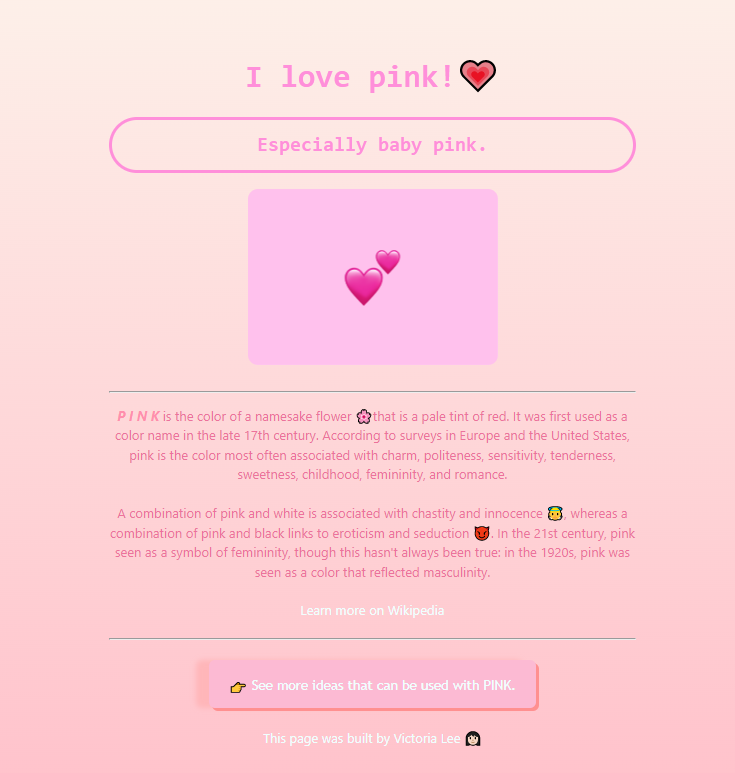 I love pink!💗
Especially baby pink.
💕
PINK is the color of a namesake flower 🌸that is a pale tint of red. It was first used as a
color name in the late 17th century. According to surveys in Europe and the United States,
pink is the color most often associated with charm, politeness, sensitivity, tenderness,
sweetness, childhood, femininity, and romance.
A combination of pink and white is associated with chastity and innocence 😇, whereas a
combination of pink and black links to eroticism and seduction 😈. In the 21st century, pink
seen as a symbol of femininity, though this hasn't always been true: in the 1920s, pink was
seen as a color that reflected masculinity.
Learn more on Wikipedia
👉 See more ideas that can be used with PINK.
This page was built by Victoria Lee 👩🏻